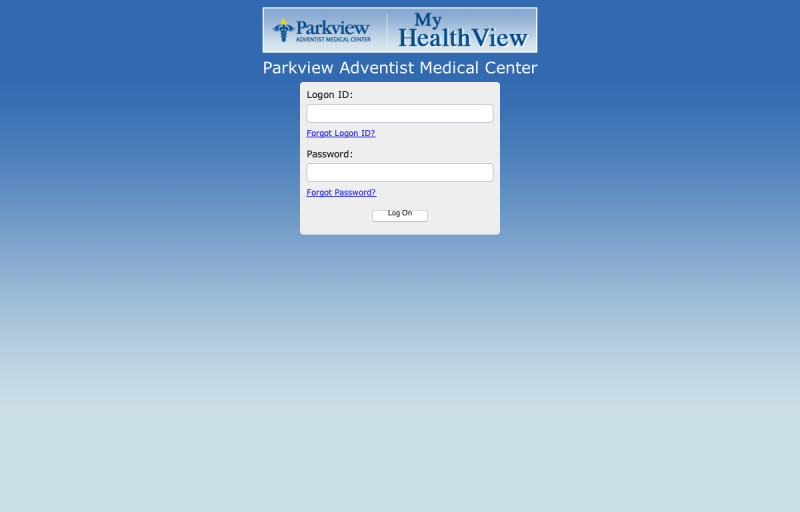 Parkview
ADVENTIST MEDICAL CENTER
My
HealthView
Parkview Adventist Medical Center
Logon ID:
Forgot Logon ID?
Password:
Forgot Password?
Log On